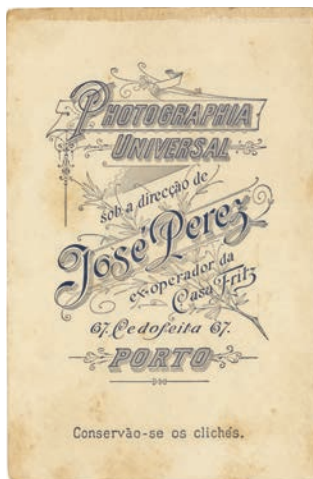 PHOTOGRAPHIA
UNIVERSAL
sob a direcção de
José Perez
ex-operador da
Casa Fritz
67. Cedofeita 67.
PORTO
Conservão-se os clichés.